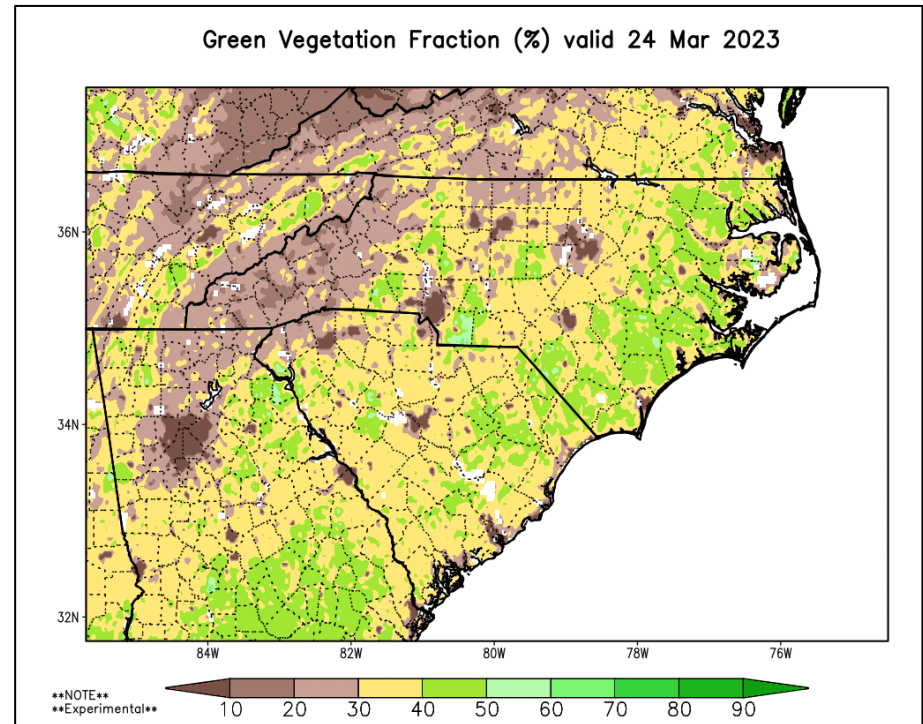 Green Vegetation Fraction (%) valid 24 Mar 2023
36N
34N
32N
84W 82W 80W 78W 76W
**NOTE**
**Experimental**
10 20 30 40 50 60 70 80 90